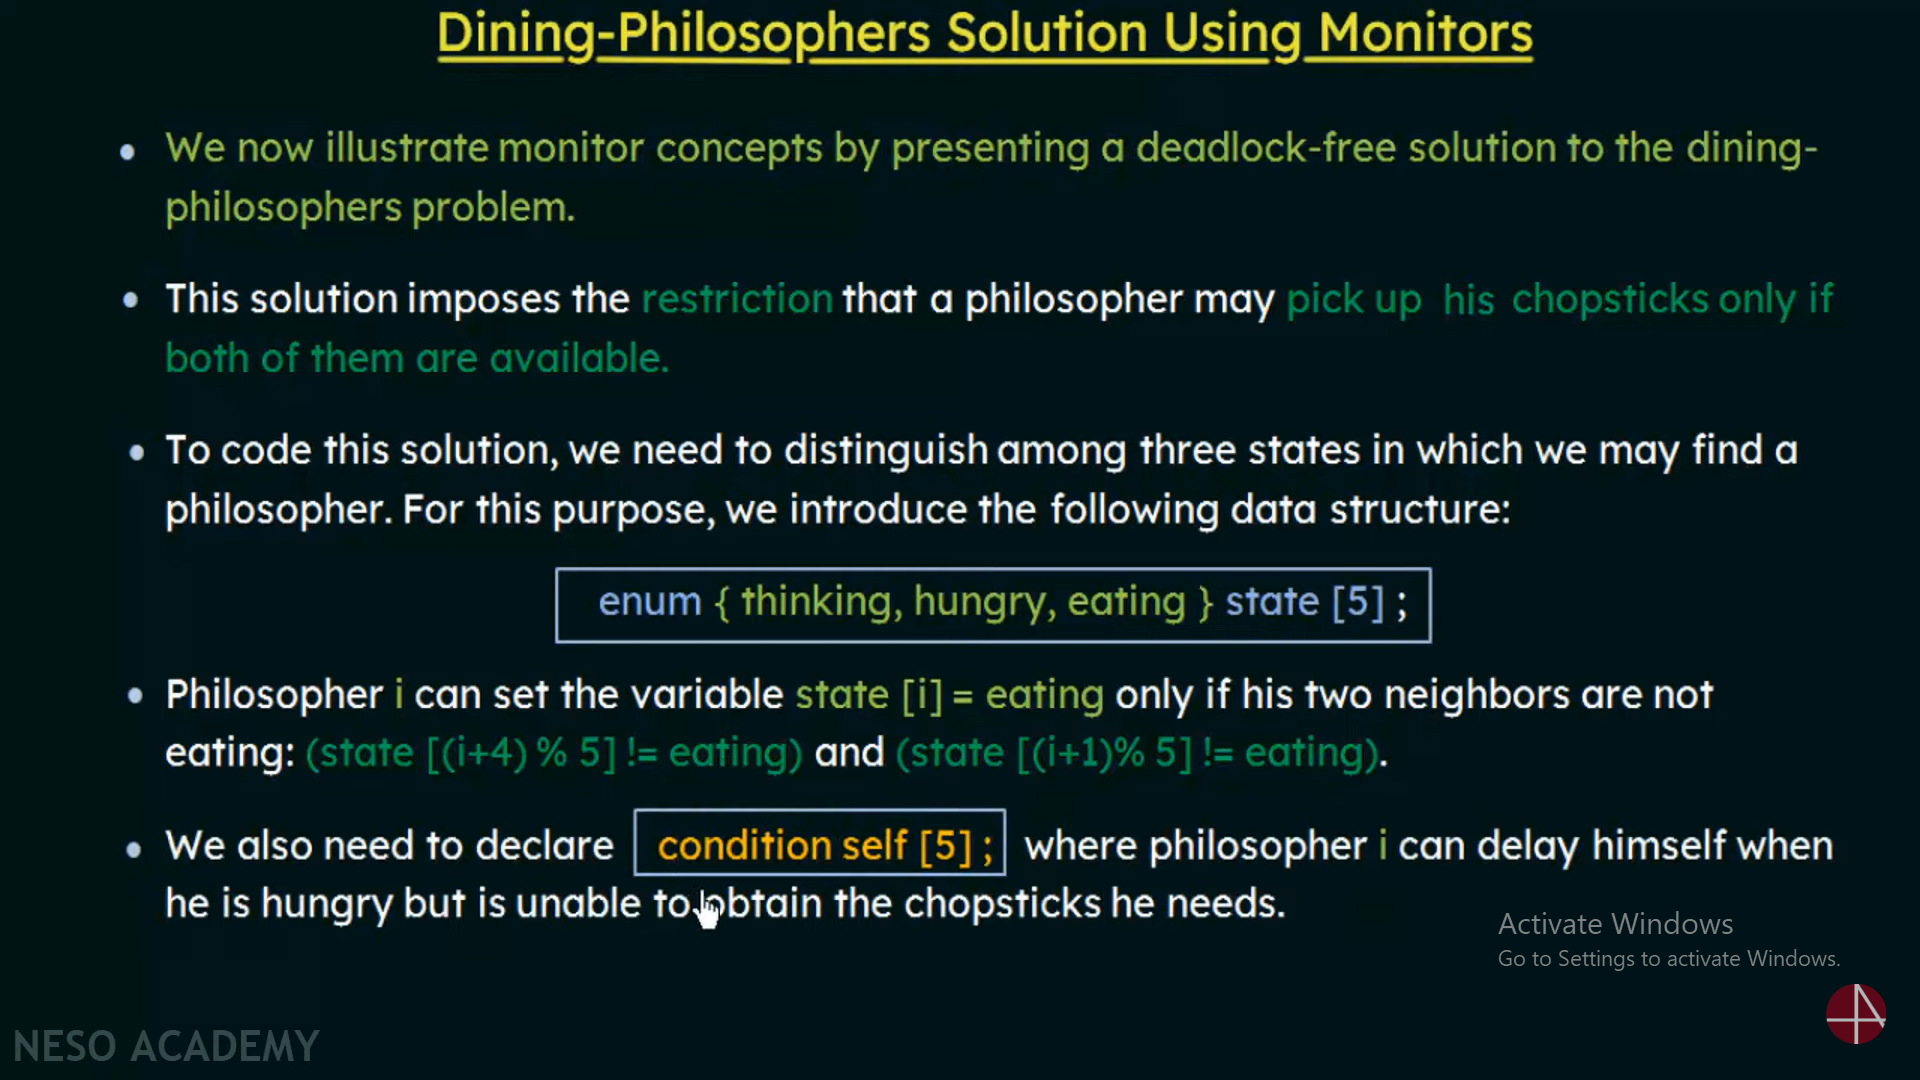 Dining-Philosophers Solution Using Monitors
We now illustrate monitor concepts by presenting a deadlock-free solution to the dining-
philosophers problem.
This solution imposes the restriction that a philosopher may pick up his chopsticks only if
both of them are available.
To code this solution, we need to distinguish among three states in which we may find a
philosopher. For this purpose, we introduce the following data structure:
enum { thinking, hungry, eating } state [5] ;
Philosopher i can set the variable state [i] = eating only if his two neighbors are not
eating: (state [(i+4) % 5] != eating) and (state [(i+1)% 5] != eating).
We also need to declare condition self [5] ; where philosopher i can delay himself when
he is hungry but is unable to obtain the chopsticks he needs.
Activate Windows
Go to Settings to activate Windows.
NESO ACADEMY